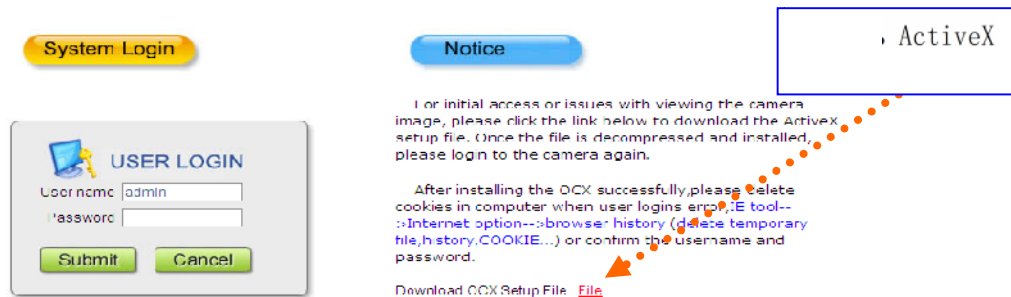 System Login
Notice
ActiveX
For initial access or issues with viewing the camera
image, please click the link below to download the ActiveX
setup file. Once the file is decompressed and installed,
please login to the camera again.
USER LOGIN
User name admin
Password
Submit Cancel
After installing the OCX successfully,please delete
cookies in computer when user logins error,IE tool--
>Internet option-->browser history (delete temporary
file,history,COOKIE...) or confirm the username and
password.
Download OCX Setup File File